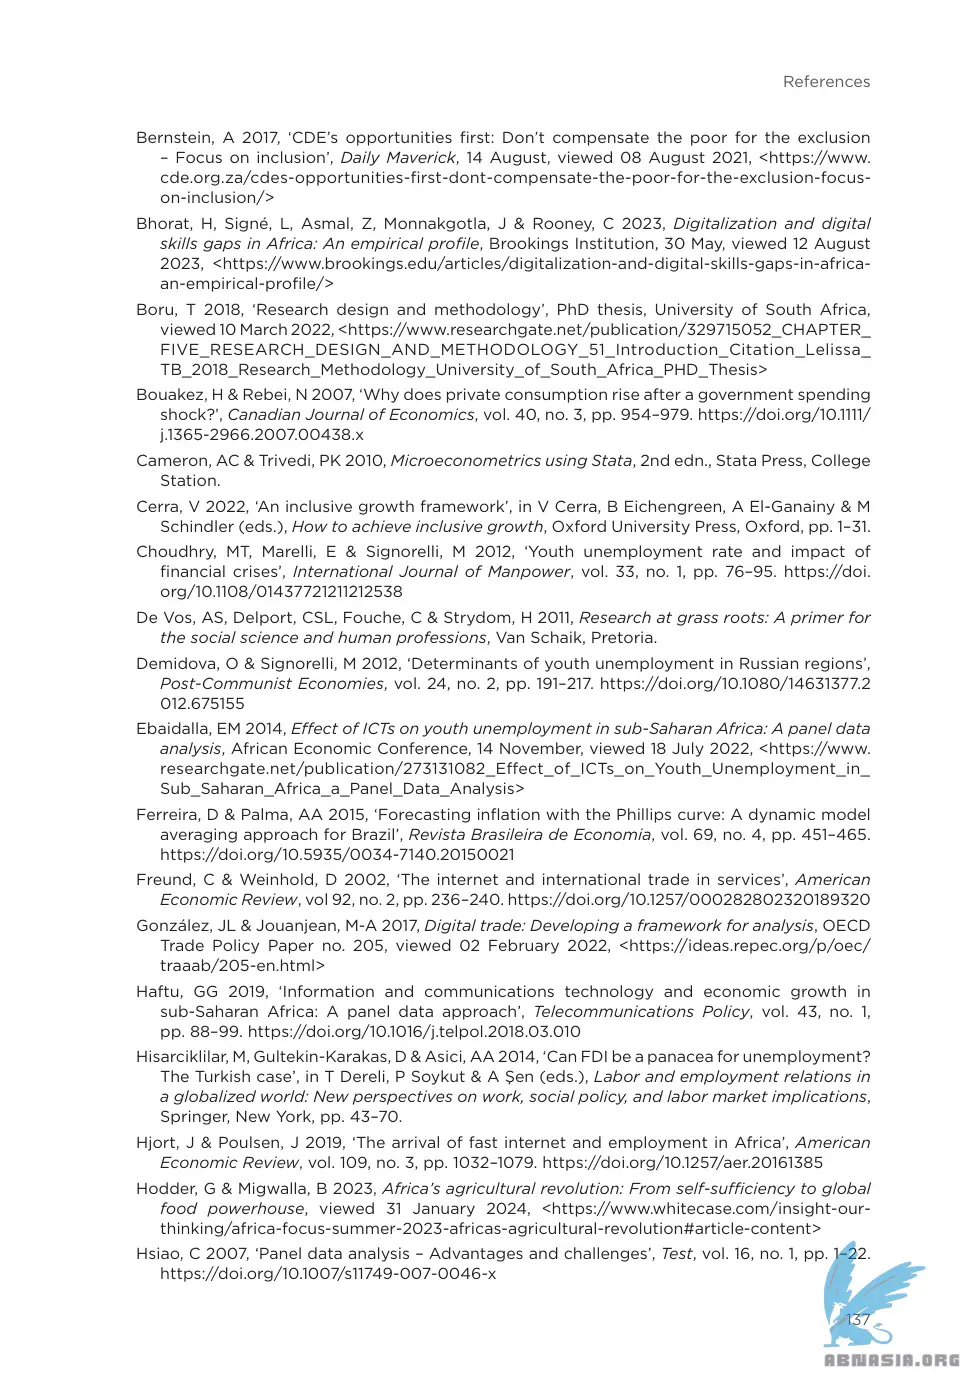 References
Bernstein, A 2017, ‘CDE’s opportunities first: Don’t compensate the poor for the exclusion
– Focus on inclusion’, Daily Maverick, 14 August, viewed 08 August 2021, <https://www.
cde.org.za/cdes-opportunities-first-dont-compensate-the-poor-for-the-exclusion-focus-
on-inclusion/>
Bhorat, H, Signé, L, Asmal, Z, Monnakgotla, J & Rooney, C 2023, Digitalization and digital
skills gaps in Africa: An empirical profile, Brookings Institution, 30 May, viewed 12 August
2023, <https://www.brookings.edu/articles/digitalization-and-digital-skills-gaps-in-africa-
an-empirical-profile/>
Boru, T 2018, ‘Research design and methodology’, PhD thesis, University of South Africa,
viewed 10 March 2022, <https://www.researchgate.net/publication/329715052_CHAPTER_
FIVE_RESEARCH_DESIGN_AND_METHODOLOGY_51_Introduction_Citation_Lelissa_
TB_2018_Research_Methodology_University_of_South_Africa_PHD_Thesis>
Bouakez, H & Rebei, N 2007, ‘Why does private consumption rise after a government spending
shock?’, Canadian Journal of Economics, vol. 40, no. 3, pp. 954–979. https://doi.org/10.1111/
j.1365-2966.2007.00438.x
Cameron, AC & Trivedi, PK 2010, Microeconometrics using Stata, 2nd edn., Stata Press, College
Station.
Cerra, V 2022, ‘An inclusive growth framework’, in V Cerra, B Eichengreen, A El-Ganainy & M
Schindler (eds.), How to achieve inclusive growth, Oxford University Press, Oxford, pp. 1–31.
Choudhry, MT, Marelli, E & Signorelli, M 2012, ‘Youth unemployment rate and impact of
financial crises’, International Journal of Manpower, vol. 33, no. 1, pp. 76–95. https://doi.
org/10.1108/01437721211212538
De Vos, AS, Delport, CSL, Fouche, C & Strydom, H 2011, Research at grass roots: A primer for
the social science and human professions, Van Schaik, Pretoria.
Demidova, O & Signorelli, M 2012, ‘Determinants of youth unemployment in Russian regions’,
Post-Communist Economies, vol. 24, no. 2, pp. 191–217. https://doi.org/10.1080/14631377.2
012.675155
Ebaidalla, EM 2014, Effect of ICTs on youth unemployment in sub-Saharan Africa: A panel data
analysis, African Economic Conference, 14 November, viewed 18 July 2022, <https://www.
researchgate.net/publication/273131082_Effect_of_ICTs_on_Youth_Unemployment_in_
Sub_Saharan_Africa_a_Panel_Data_Analysis>
Ferreira, D & Palma, AA 2015, ‘Forecasting inflation with the Phillips curve: A dynamic model
averaging approach for Brazil’, Revista Brasileira de Economia, vol. 69, no. 4, pp. 451–465.
https://doi.org/10.5935/0034-7140.20150021
Freund, C & Weinhold, D 2002, ‘The internet and international trade in services’, American
Economic Review, vol 92, no. 2, pp. 236–240. https://doi.org/10.1257/000282802320189320
González, JL & Jouanjean, M-A 2017, Digital trade: Developing a framework for analysis, OECD
Trade Policy Paper no. 205, viewed 02 February 2022, <https://ideas.repec.org/p/oec/
traaab/205-en.html>
Haftu, GG 2019, ‘Information and communications technology and economic growth in
sub-Saharan Africa: A panel data approach’, Telecommunications Policy, vol. 43, no. 1,
pp. 88–99. https://doi.org/10.1016/j.telpol.2018.03.010
Hisarciklilar, M, Gultekin-Karakas, D & Asici, AA 2014, ‘Can FDI be a panacea for unemployment?
The Turkish case’, in T Dereli, P Soykut & A Şen (eds.), Labor and employment relations in
a globalized world: New perspectives on work, social policy, and labor market implications,
Springer, New York, pp. 43–70.
Hjort, J & Poulsen, J 2019, ‘The arrival of fast internet and employment in Africa’, American
Economic Review, vol. 109, no. 3, pp. 1032–1079. https://doi.org/10.1257/aer.20161385
Hodder, G & Migwalla, B 2023, Africa’s agricultural revolution: From self-sufficiency to global
food powerhouse, viewed 31 January 2024, <https://www.whitecase.com/insight-our-
thinking/africa-focus-summer-2023-africas-agricultural-revolution#article-content>
Hsiao, C 2007, ‘Panel data analysis – Advantages and challenges’, Test, vol. 16, no. 1, pp. 1–22.
https://doi.org/10.1007/s11749-007-0046-x
137
ABNASIA.ORG